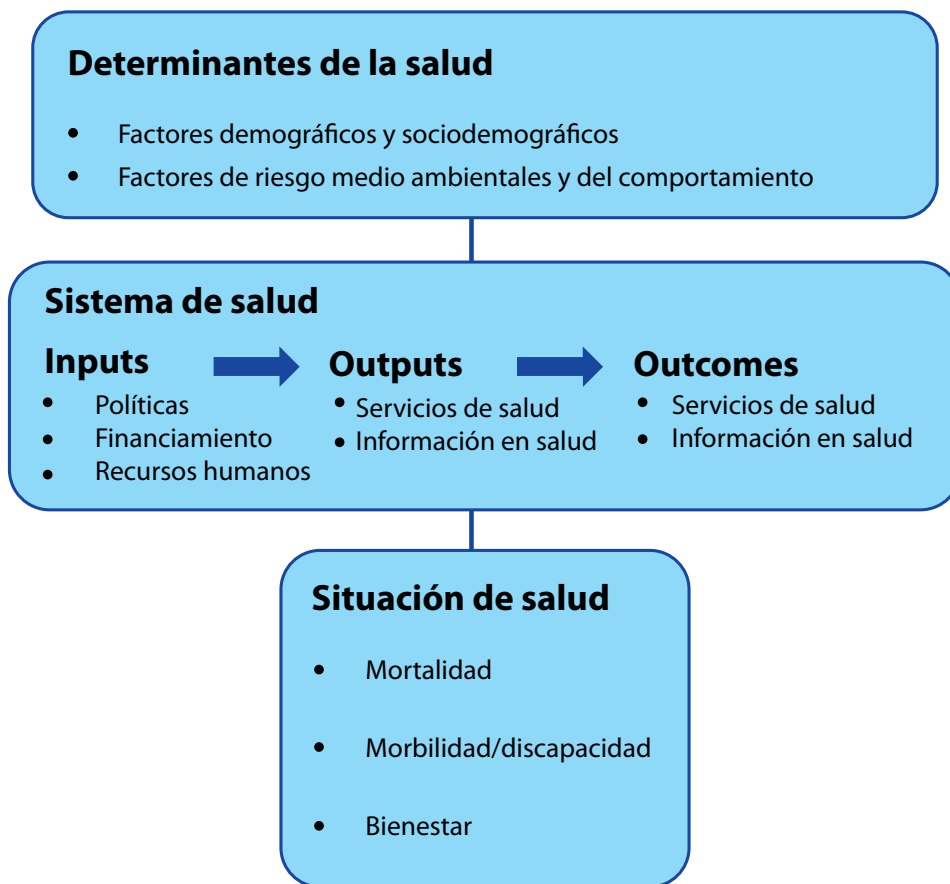 Determinantes de la salud
• Factores demográficos y sociodemográficos
• Factores de riesgo medio ambientales y del comportamiento
Sistema de salud
Inputs
• Políticas
• Financiamiento
• Recursos humanos
Outputs
• Servicios de salud
• Información en salud
Outcomes
• Servicios de salud
• Información en salud
Situación de salud
• Mortalidad
• Morbilidad/discapacidad
• Bienestar